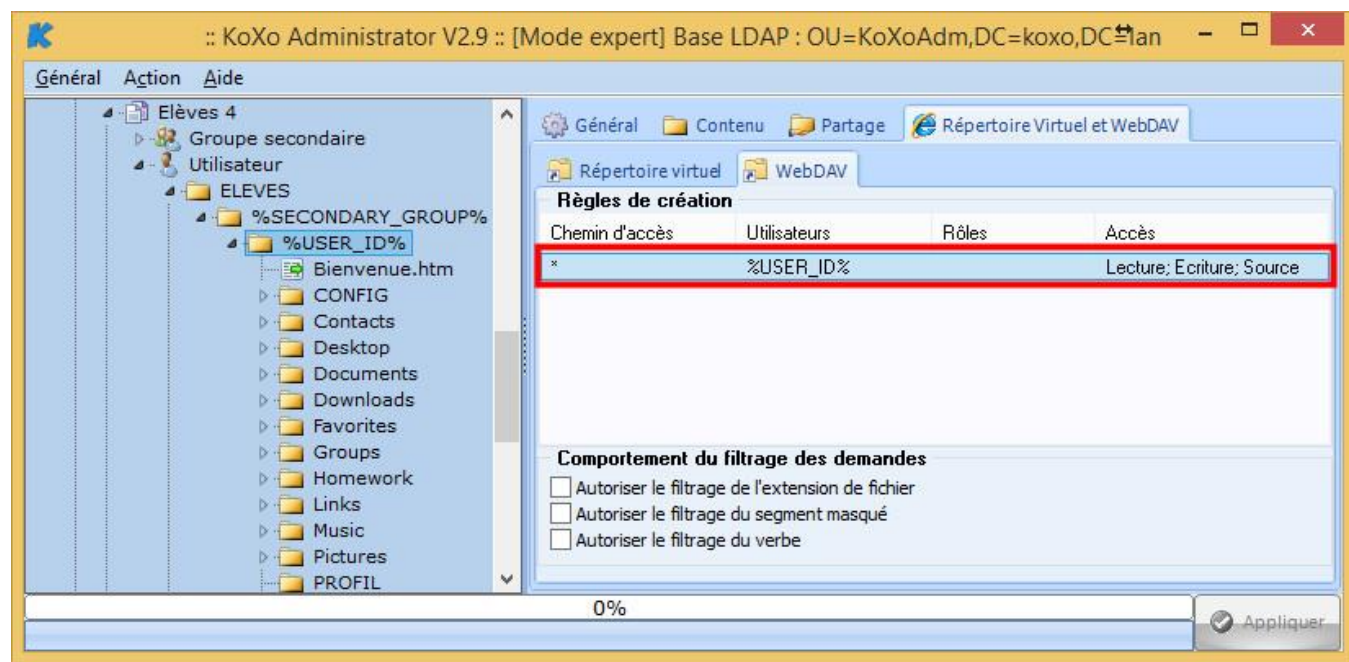 :: KoXo Administrator V2.9 :: [Mode expert] Base LDAP : OU=KoXoAdm,DC=koxo,DC=lan
Général Action Aide
Elèves 4
Groupe secondaire
Utilisateur
ELEVES
%SECONDARY_GROUP%
%USER_ID%
Bienvenue.htm
CONFIG
Contacts
Desktop
Documents
Downloads
Favorites
Groups
Homework
Links
Music
Pictures
PROFIL
Général Contenu Partage Répertoire Virtuel et WebDAV
Répertoire virtuel WebDAV
Règles de création
Chemin d'accès Utilisateurs Rôles Accès
* %USER_ID% Lecture; Ecriture; Source
Comportement du filtrage des demandes
Autoriser le filtrage de l'extension de fichier
Autoriser le filtrage du segment masqué
Autoriser le filtrage du verbe
0%
Appliquer